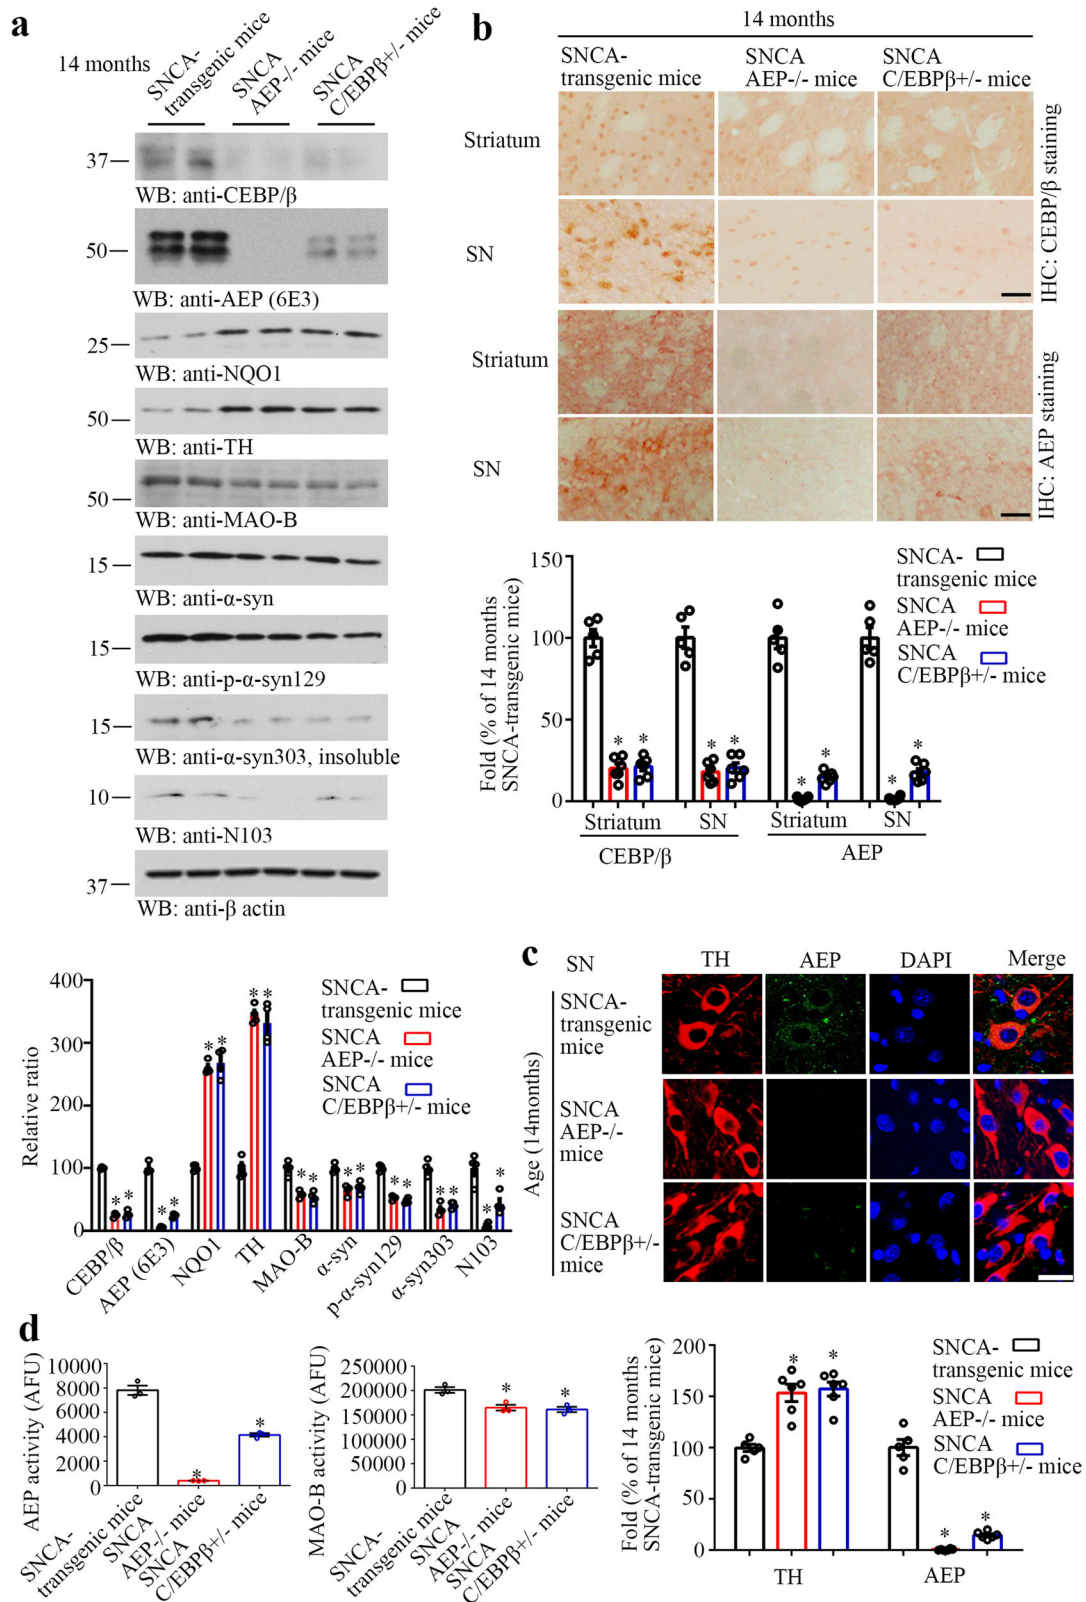 a
14 months
SNCA-
transgenic mice
SNCA
AEP-/- mice
SNCA
C/EBPβ+/- mice
37
WB: anti-CEBP/β
50
WB: anti-AEP (6E3)
25
WB: anti-NQO1
50
WB: anti-TH
50
WB: anti-MAO-B
15
WB: anti-α-syn
15
WB: anti-p-α-syn129
15
WB: anti-α-syn303, insoluble
10
WB: anti-N103
37
WB: anti-β actin
400
300
200
100
0
Relative ratio
SNCA-
transgenic mice
SNCA
AEP-/- mice
SNCA
C/EBPβ+/- mice
* * * * * * * * * * * * * * * * * *
CEBP/β
AEP (6E3)
NQO1
TH
MAO-B
α-syn
p-α-syn129
α-syn303
N103
b
14 months
SNCA-
transgenic mice
SNCA
AEP-/- mice
SNCA
C/EBPβ+/- mice
Striatum
SN
IHC: CEBP/β staining
Striatum
SN
IHC: AEP staining
150
100
50
0
Fold (% of 14 months
SNCA-transgenic mice)
SNCA-
transgenic mice
SNCA
AEP-/- mice
SNCA
C/EBPβ+/- mice
* * * * * * * *
Striatum SN Striatum SN
CEBP/β AEP
c
SN
TH AEP DAPI Merge
Age (14months)
SNCA-
transgenic
mice
SNCA
AEP-/-
mice
SNCA
C/EBPβ+/-
mice
200
150
100
50
0
Fold (% of 14 months
SNCA-transgenic mice)
SNCA-
transgenic mice
SNCA
AEP-/- mice
SNCA
C/EBPβ+/- mice
* * * *
TH AEP
d
10000
8000
6000
4000
2000
0
AEP activity (AFU)
* *
SNCA-
transgenic mice
SNCA
AEP-/- mice
SNCA
C/EBPβ+/- mice
250000
200000
150000
100000
50000
0
MAO-B activity (AFU)
* *
SNCA-
transgenic mice
SNCA
AEP-/- mice
SNCA
C/EBPβ+/- mice